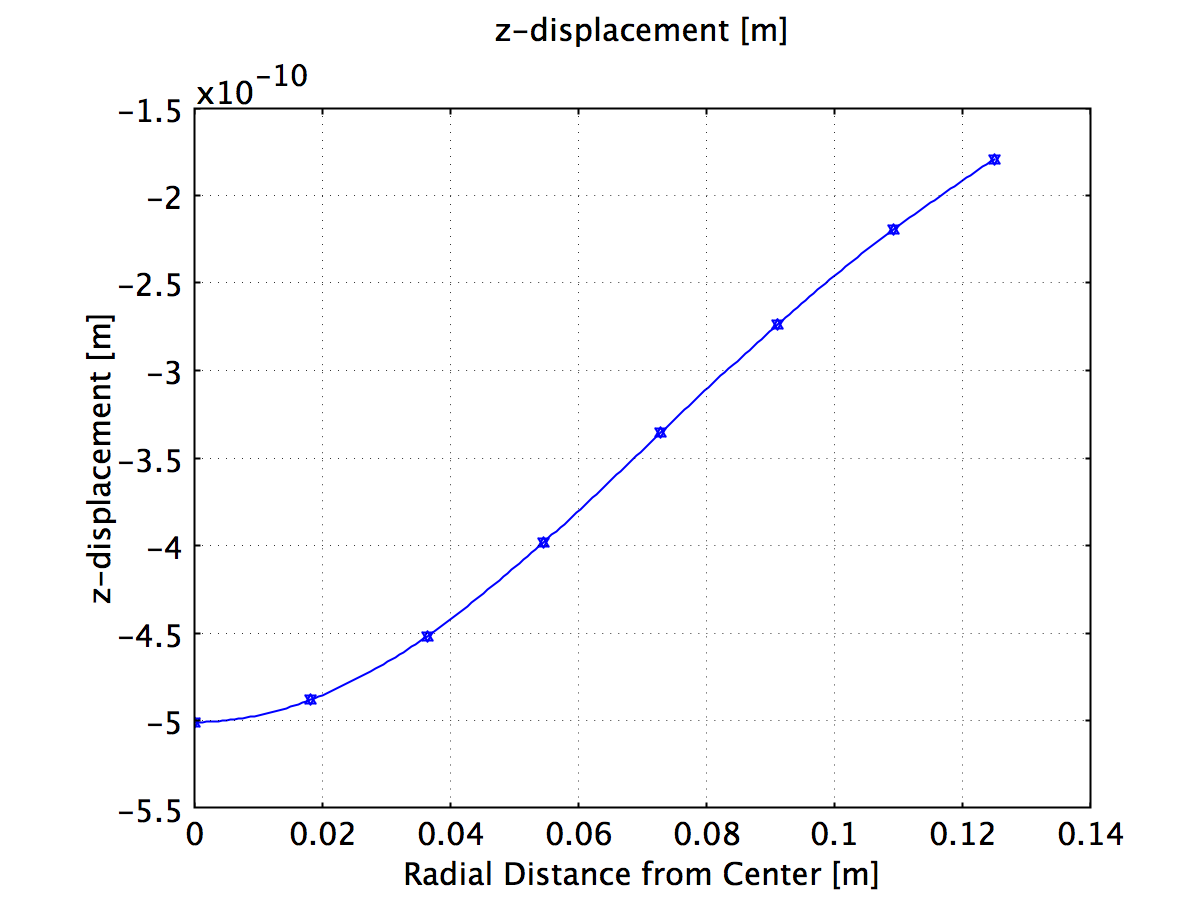 z-displacement [m]
x10^-10
-1.5
-2
-2.5
-3
-3.5
-4
-4.5
-5
-5.5
z-displacement [m]
0 0.02 0.04 0.06 0.08 0.1 0.12 0.14
Radial Distance from Center [m]